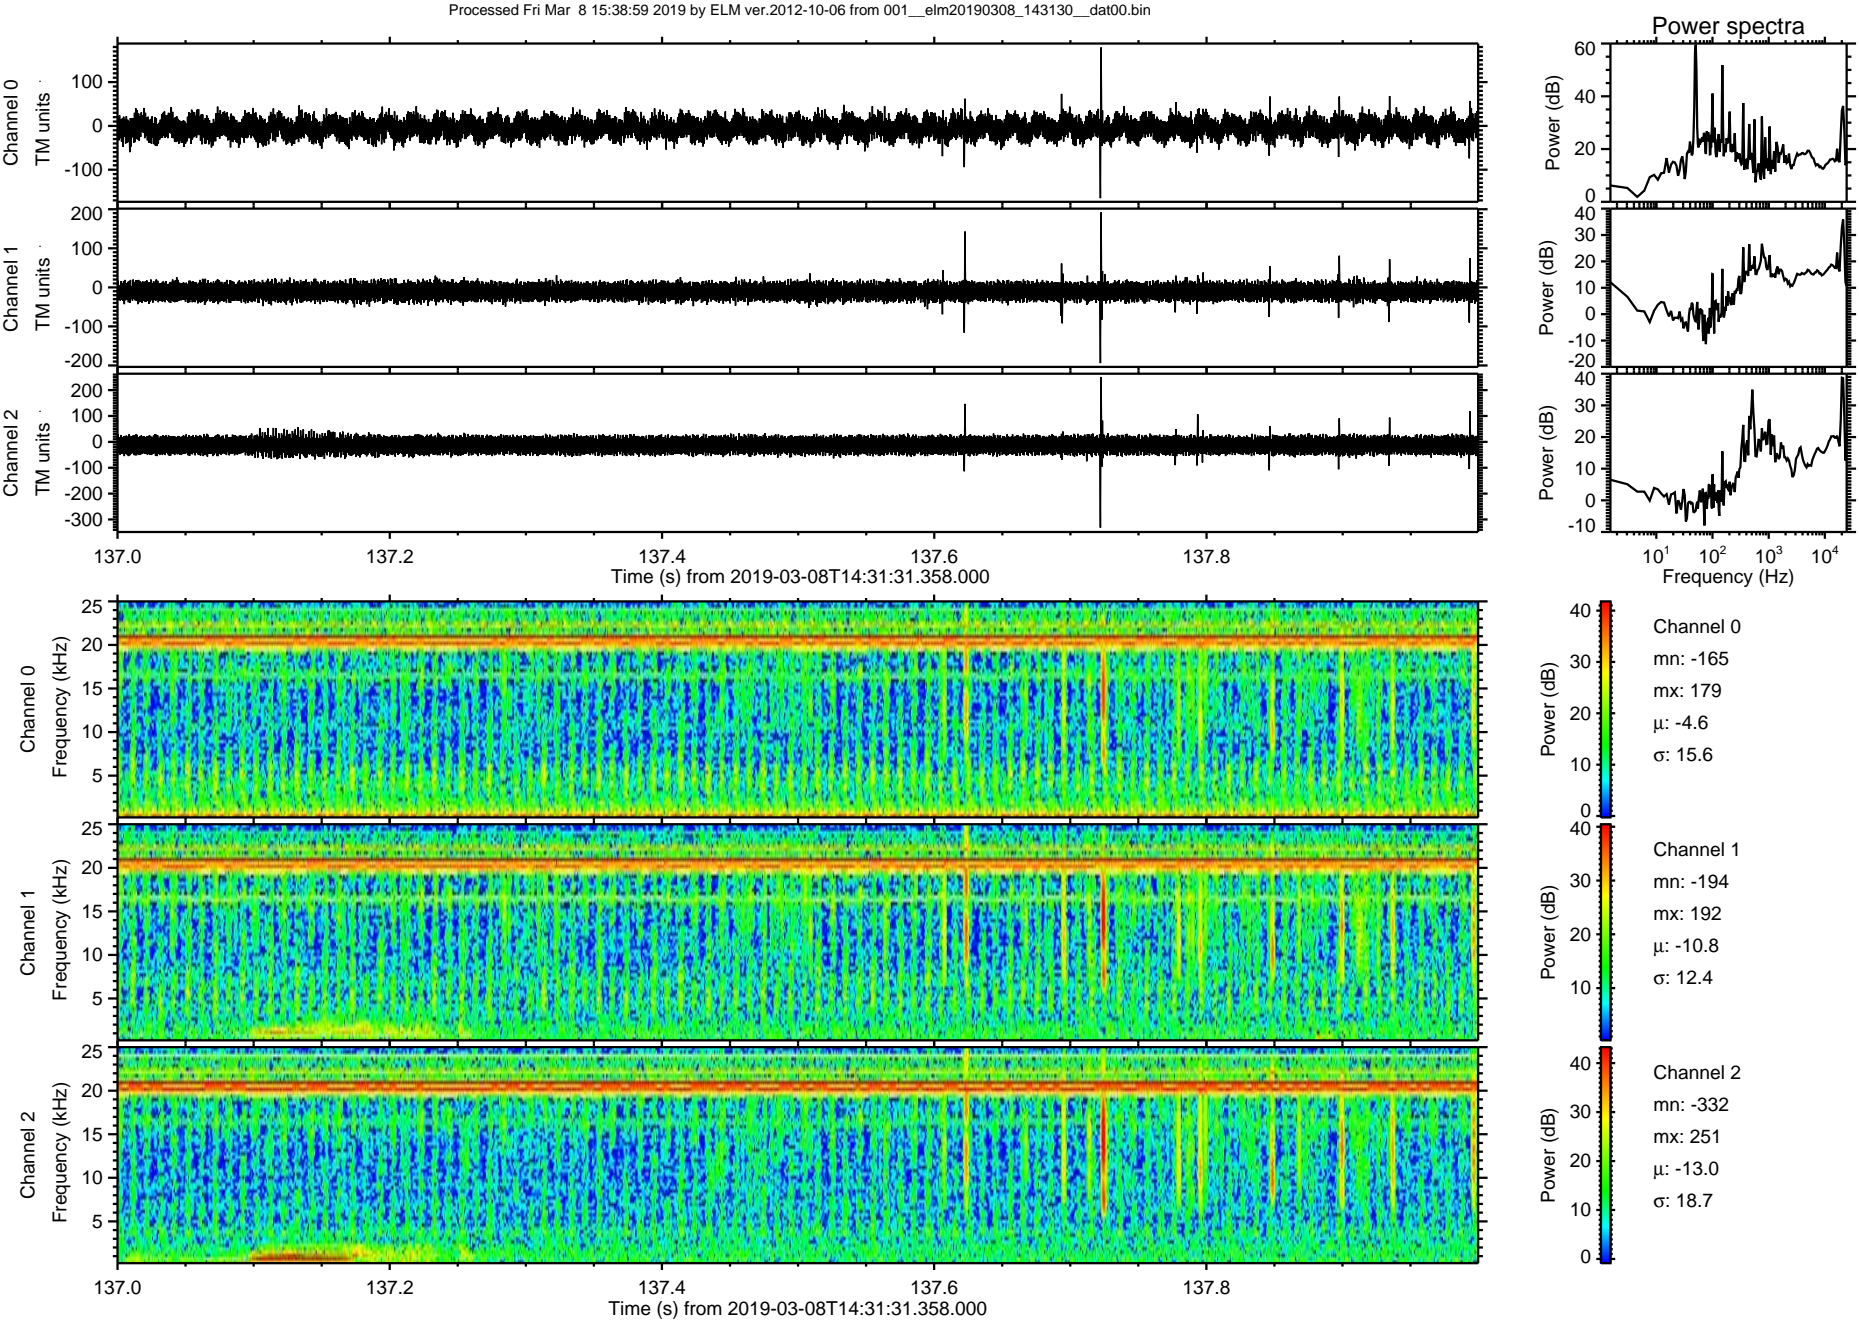 Processed Fri Mar 8 15:38:59 2019 by ELM ver.2012-10-06 from 001__elm20190308_143130__dat00.bin
Power spectra
Channel 0
TM units
100
0
-100
Power (dB)
60
40
20
0
Channel 1
TM units
200
100
0
-100
-200
Power (dB)
40
30
20
10
0
-10
-20
Channel 2
TM units
200
100
0
-100
-200
-300
Power (dB)
40
30
20
10
0
-10
137.0 137.2 137.4 137.6 137.8
Time (s) from 2019-03-08T14:31:31.358.000
10^1 10^2 10^3 10^4
Frequency (Hz)
Channel 0
Frequency (kHz)
25
20
15
10
5
Power (dB)
40
30
20
10
0
Channel 0
mn: -165
mx: 179
µ: -4.6
σ: 15.6
Channel 1
Frequency (kHz)
25
20
15
10
5
Power (dB)
40
30
20
10
Channel 1
mn: -194
mx: 192
µ: -10.8
σ: 12.4
Channel 2
Frequency (kHz)
25
20
15
10
5
Power (dB)
40
30
20
10
0
Channel 2
mn: -332
mx: 251
µ: -13.0
σ: 18.7
137.0 137.2 137.4 137.6 137.8
Time (s) from 2019-03-08T14:31:31.358.000